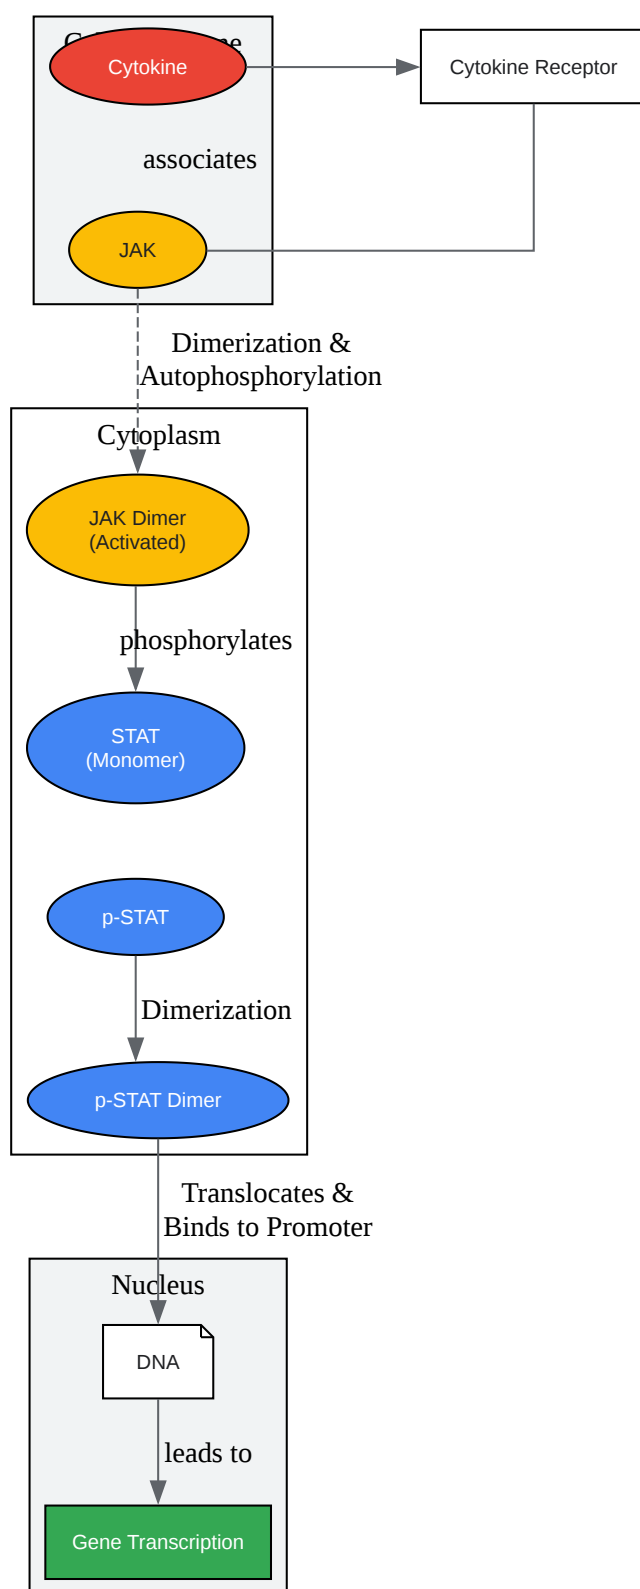 Cytokine
Cytokine Receptor
associates
JAK
Dimerization &
Autophosphorylation
Cytoplasm
JAK Dimer
(Activated)
phosphorylates
STAT
(Monomer)
p-STAT
Dimerization
p-STAT Dimer
Translocates &
Binds to Promoter
Nucleus
DNA
leads to
Gene Transcription